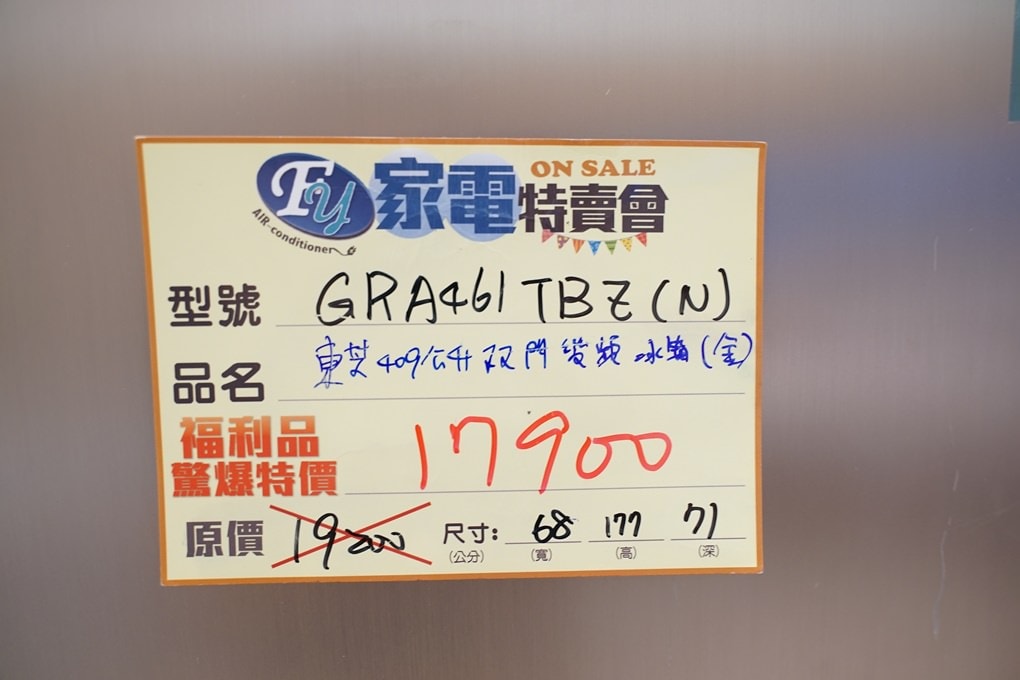 Fy
AIR-conditioner
家電特賣會
ON SALE
型號 GRA461TBZ(N)
品名 東芝409公升双門變頻冰箱(金)
福利品
驚爆特價 17900
原價 19200 尺寸: 68 177 71
(公分) (寬) (高) (深)